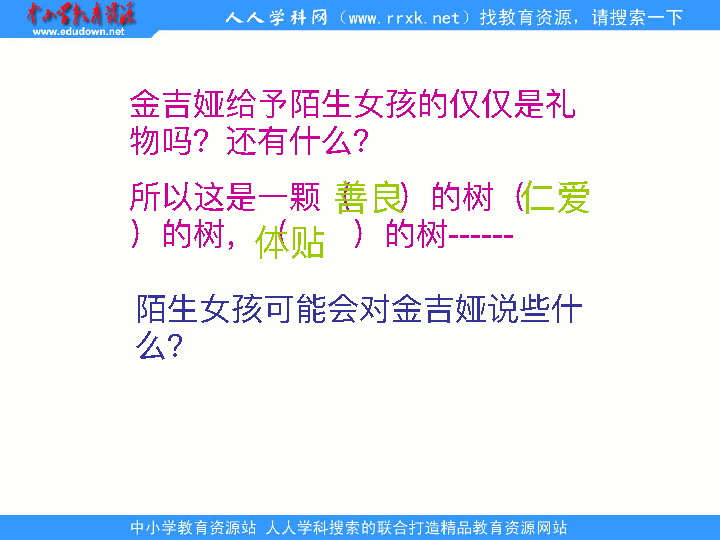 中小学教育资源
www.edudown.net
人人学科网（www.rrxk.net）找教育资源，请搜索一下
金吉娅给予陌生女孩的仅仅是礼
物吗？还有什么？
所以这是一颗（善良）的树（仁爱
）的树，（体贴）的树------
陌生女孩可能会对金吉娅说些什
么？
中小学教育资源站 人人学科搜索的联合打造精品教育资源网站